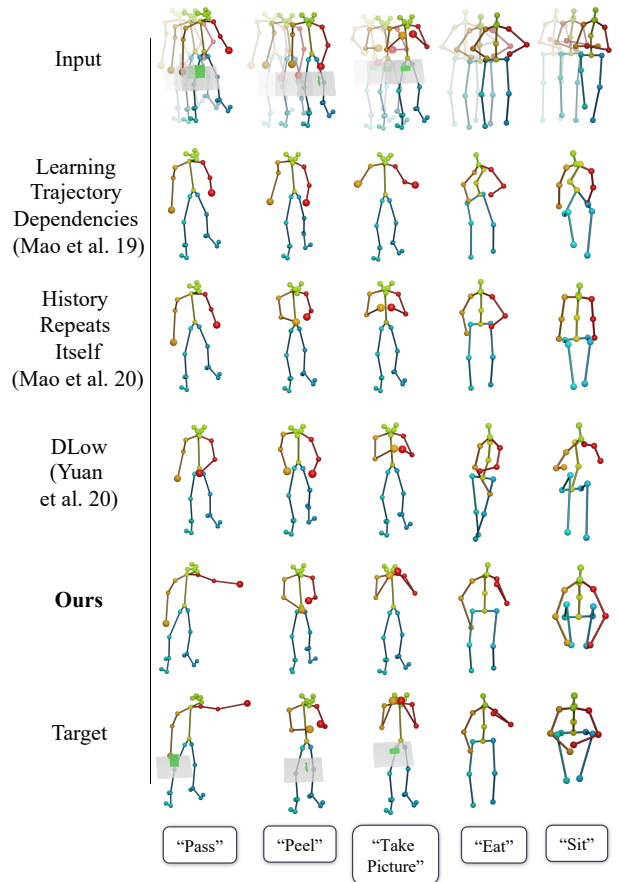 Input
Learning
Trajectory
Dependencies
(Mao et al. 19)
History
Repeats
Itself
(Mao et al. 20)
DLow
(Yuan
et al. 20)
Ours
Target
“Pass”
“Peel”
“Take
Picture”
“Eat”
“Sit”